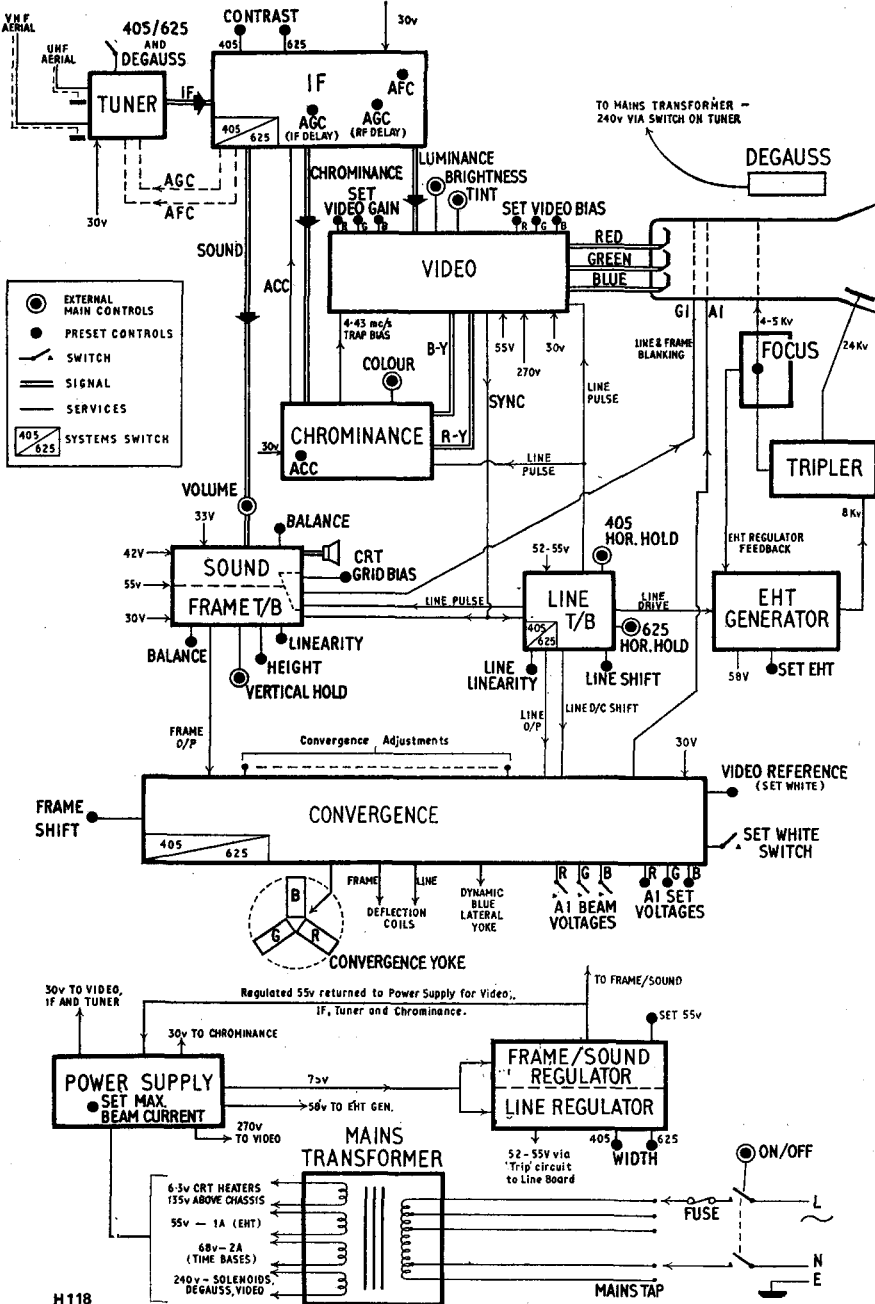 VHF
AERIAL
405/625
AND
DEGAUSS
UHF
AERIAL
TUNER
IF
CONTRAST
405
625
30v
IF
AFC
AGC
(IF DELAY)
AGC
(RF DELAY)
405
625
AGC
AFC
30v
SOUND
ACC
CHROMINANCE
LUMINANCE
BRIGHTNESS
TINT
SET
VIDEO GAIN
R
G
B
SET VIDEO BIAS
R
G
B
VIDEO
TO MAINS TRANSFORMER –
240v VIA SWITCH ON TUNER
DEGAUSS
RED
GREEN
BLUE
G1
A1
4-5Kv
24Kv
FOCUS
LINE & FRAME
BLANKING
EXTERNAL
MAIN CONTROLS
PRESET CONTROLS
SWITCH
SIGNAL
SERVICES
405
625
SYSTEMS SWITCH
4·43 mc/s
TRAP BIAS
B-Y
R-Y
55V
270v
30v
SYNC
LINE
PULSE
COLOUR
CHROMINANCE
30v
ACC
LINE
PULSE
TRIPLER
8Kv
EHT REGULATOR
FEEDBACK
VOLUME
33V
BALANCE
42V
55v
30V
SOUND
FRAME T/B
CRT
GRID BIAS
LINE PULSE
BALANCE
LINEARITY
HEIGHT
VERTICAL HOLD
52-55v
405
HOR. HOLD
LINE
T/B
405
625
625
HOR. HOLD
LINE
DRIVE
EHT
GENERATOR
58V
SET EHT
LINE
LINEARITY
LINE SHIFT
FRAME
O/P
LINE
O/P
LINE D/C SHIFT
Convergence Adjustments
30V
FRAME
SHIFT
CONVERGENCE
405
625
VIDEO REFERENCE
(SET WHITE)
SET WHITE
SWITCH
B
G
R
CONVERGENCE YOKE
FRAME
LINE
DEFLECTION
COILS
DYNAMIC
BLUE
LATERAL
YOKE
R
G
B
A1 BEAM
VOLTAGES
R
G
B
A1 SET
VOLTAGES
30V TO VIDEO,
IF AND TUNER
Regulated 55v returned to Power Supply for Video,
IF, Tuner and Chrominance.
TO FRAME/SOUND
30v TO CHROMINANCE
SET 55v
POWER SUPPLY
SET MAX.
BEAM CURRENT
75V
58v TO EHT GEN.
270v
TO VIDEO
FRAME/SOUND
REGULATOR
LINE REGULATOR
52-55V via
'Trip' circuit
to Line Board
405
625
WIDTH
MAINS
TRANSFORMER
6·3v CRT HEATERS
135v ABOVE CHASSIS
55v — 1A (EHT)
68v-2A
(TIME BASES)
240v-SOLENOIDS,
DEGAUSS, VIDEO
ON/OFF
FUSE
L
N
E
MAINS TAP
H118